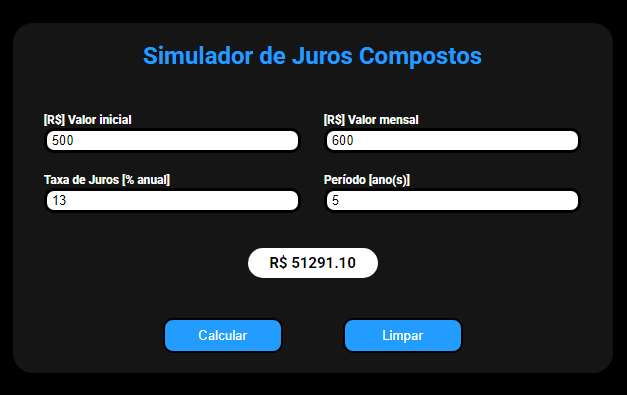 Simulador de Juros Compostos
[R$] Valor inicial
[R$] Valor mensal
500
600
Taxa de Juros [% anual]
Período [ano(s)]
13
5
R$ 51291.10
Calcular
Limpar